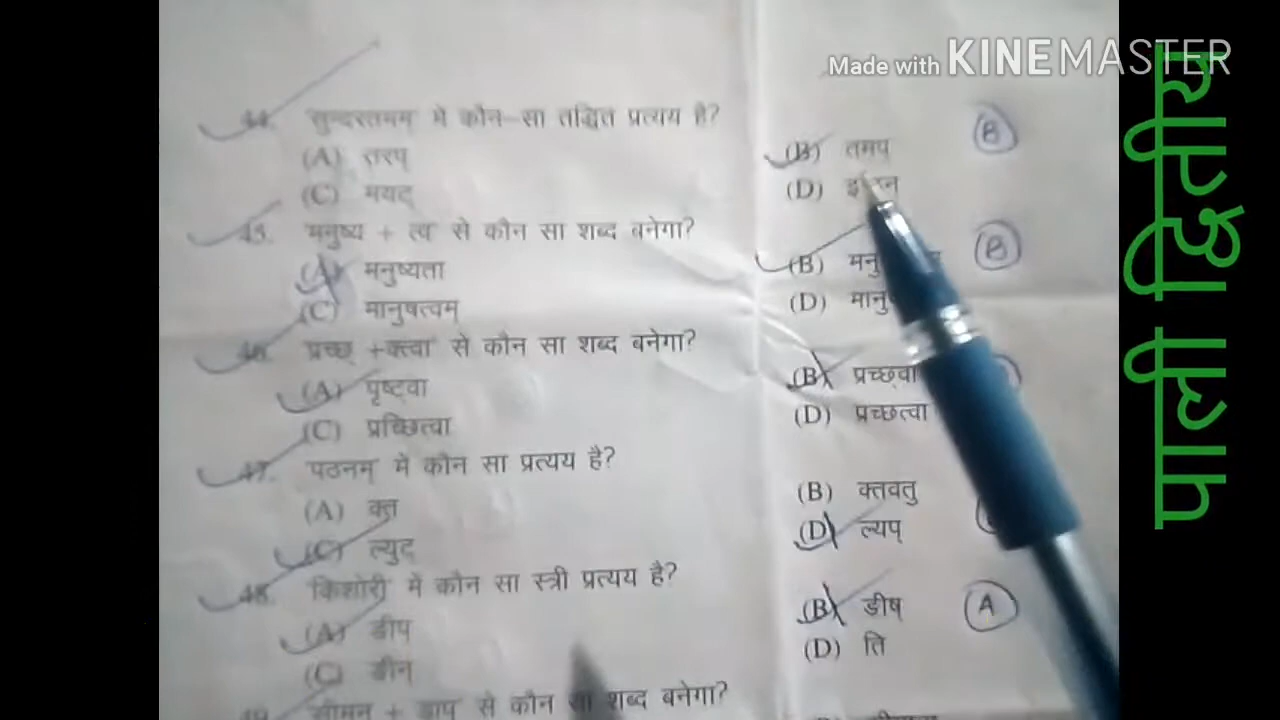 Made with KINEMASTER
44. सुन्दरतमम् में कौन-सा तद्धित प्रत्यय है?
(A) तरप् (B) तमप् B
(C) मयट् (D)
45. मनुष्य + त्व से कौन सा शब्द बनेगा?
(A) मनुष्यता (B) B
(C) मानुषत्वम् (D)
46. प्रच्छ् +क्त्वा से कौन सा शब्द बनेगा?
(A) पृष्ट्वा (B) प्रच्छ्वा
(C) प्रच्छित्वा (D) प्रच्छत्वा
47. पठनम् में कौन सा प्रत्यय है?
(A) क्त (B) क्तवतु
(C) ल्युट् (D) ल्यप्
48. किशोरी में कौन सा स्त्री प्रत्यय है?
(A) डीप् (B) डीष् A
(C) डीन् (D) ति
49. से कौन सा शब्द बनेगा?
पाली द्वितीय